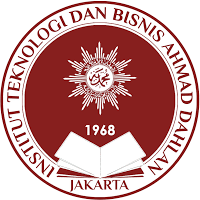 INSTITUT TEKNOLOGI DAN BISNIS AHMAD DAHLAN
1968
JAKARTA